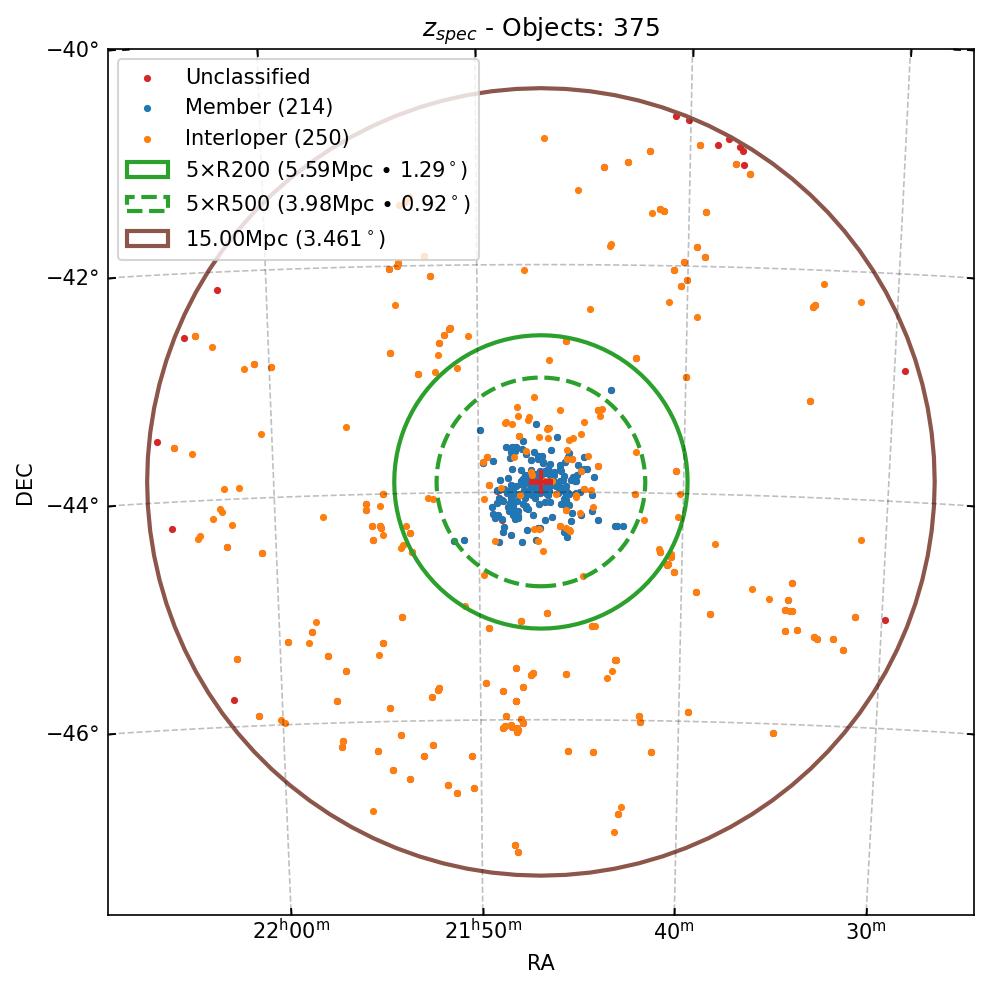 z_spec - Objects: 375
Unclassified
Member (214)
Interloper (250)
5×R200 (5.59Mpc • 1.29°)
5×R500 (3.98Mpc • 0.92°)
15.00Mpc (3.461°)
−40°
−42°
−44°
−46°
DEC
22h00m
21h50m
40m
30m
RA